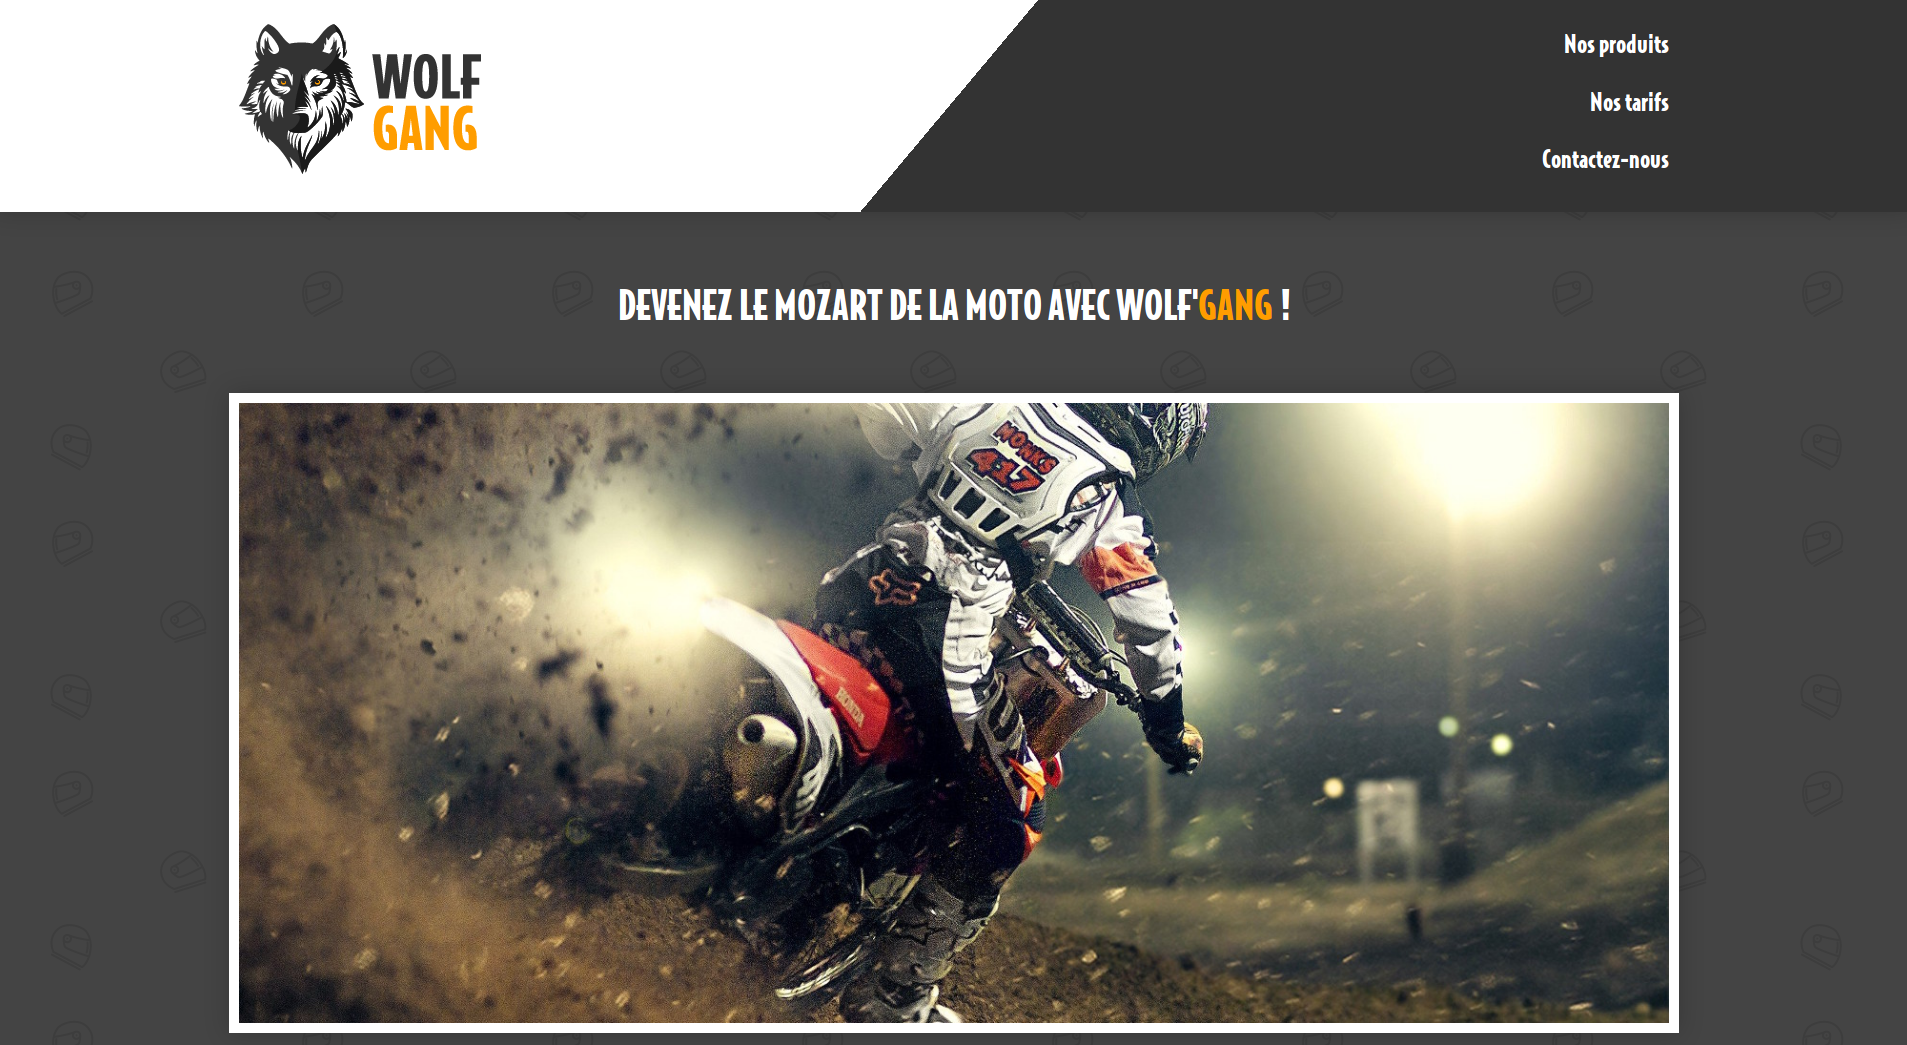 WOLF
GANG
Nos produits
Nos tarifs
Contactez-nous
DEVENEZ LE MOZART DE LA MOTO AVEC WOLF'GANG !
MONKS
417
HONDA